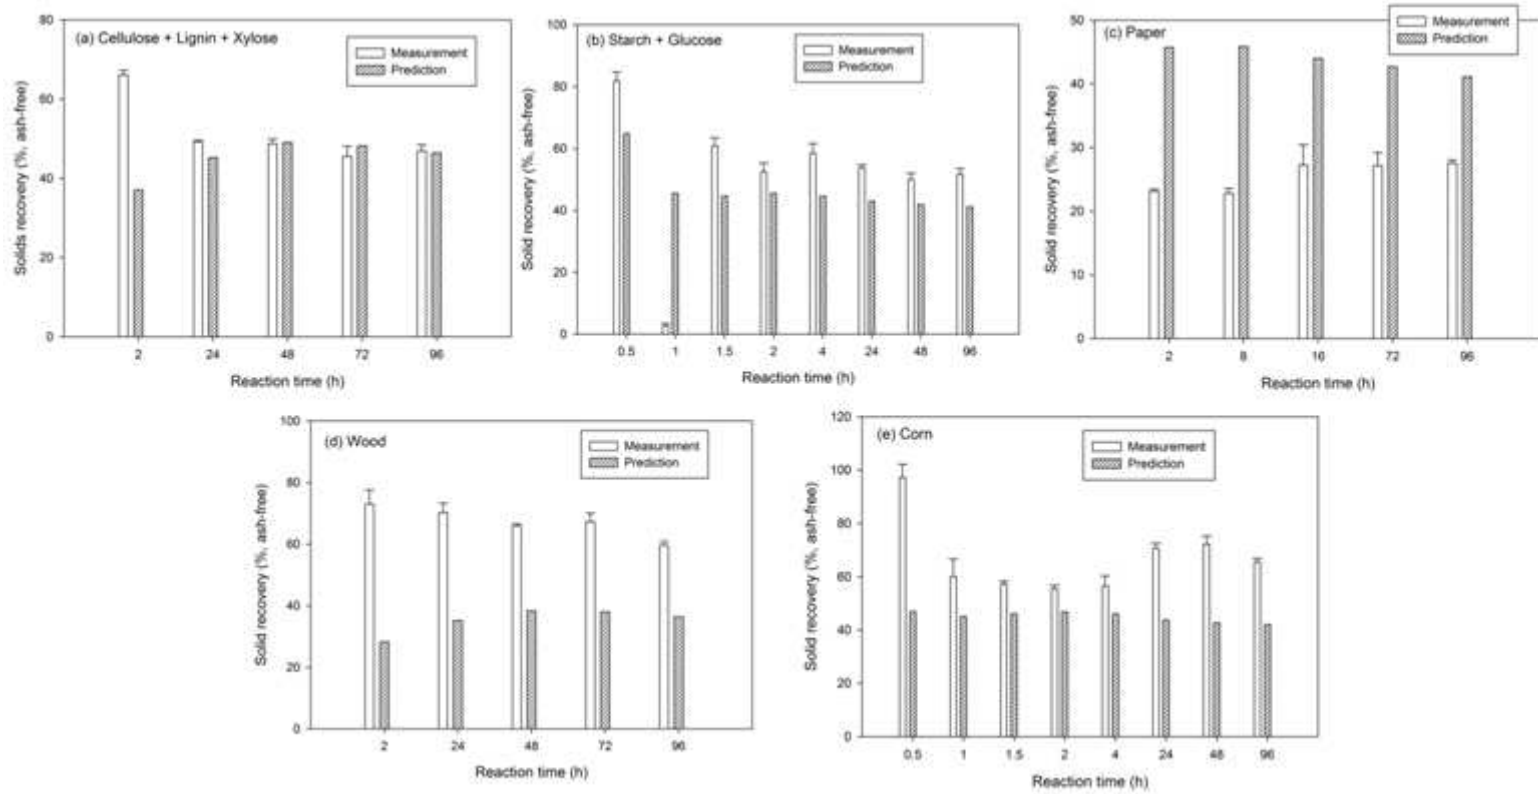 (a) Cellulose + Lignin + Xylose
Measurement
Prediction
Solids recovery (%, ash-free)
80
60
40
20
0
2 24 48 72 96
Reaction time (h)
(b) Starch + Glucose
Measurement
Prediction
Solid recovery (%, ash-free)
100
80
60
40
20
0
0.5 1 1.5 2 4 24 48 96
Reaction time (h)
(c) Paper
Measurement
Prediction
Solid recovery (%, ash-free)
50
40
30
20
10
0
2 8 16 72 96
Reaction time (h)
(d) Wood
Measurement
Prediction
Solid recovery (%, ash-free)
100
80
60
40
20
0
2 24 48 72 96
Reaction time (h)
(e) Corn
Measurement
Prediction
Solid recovery (%, ash-free)
120
100
80
60
40
20
0
0.5 1 1.5 2 4 24 48 96
Reaction time (h)